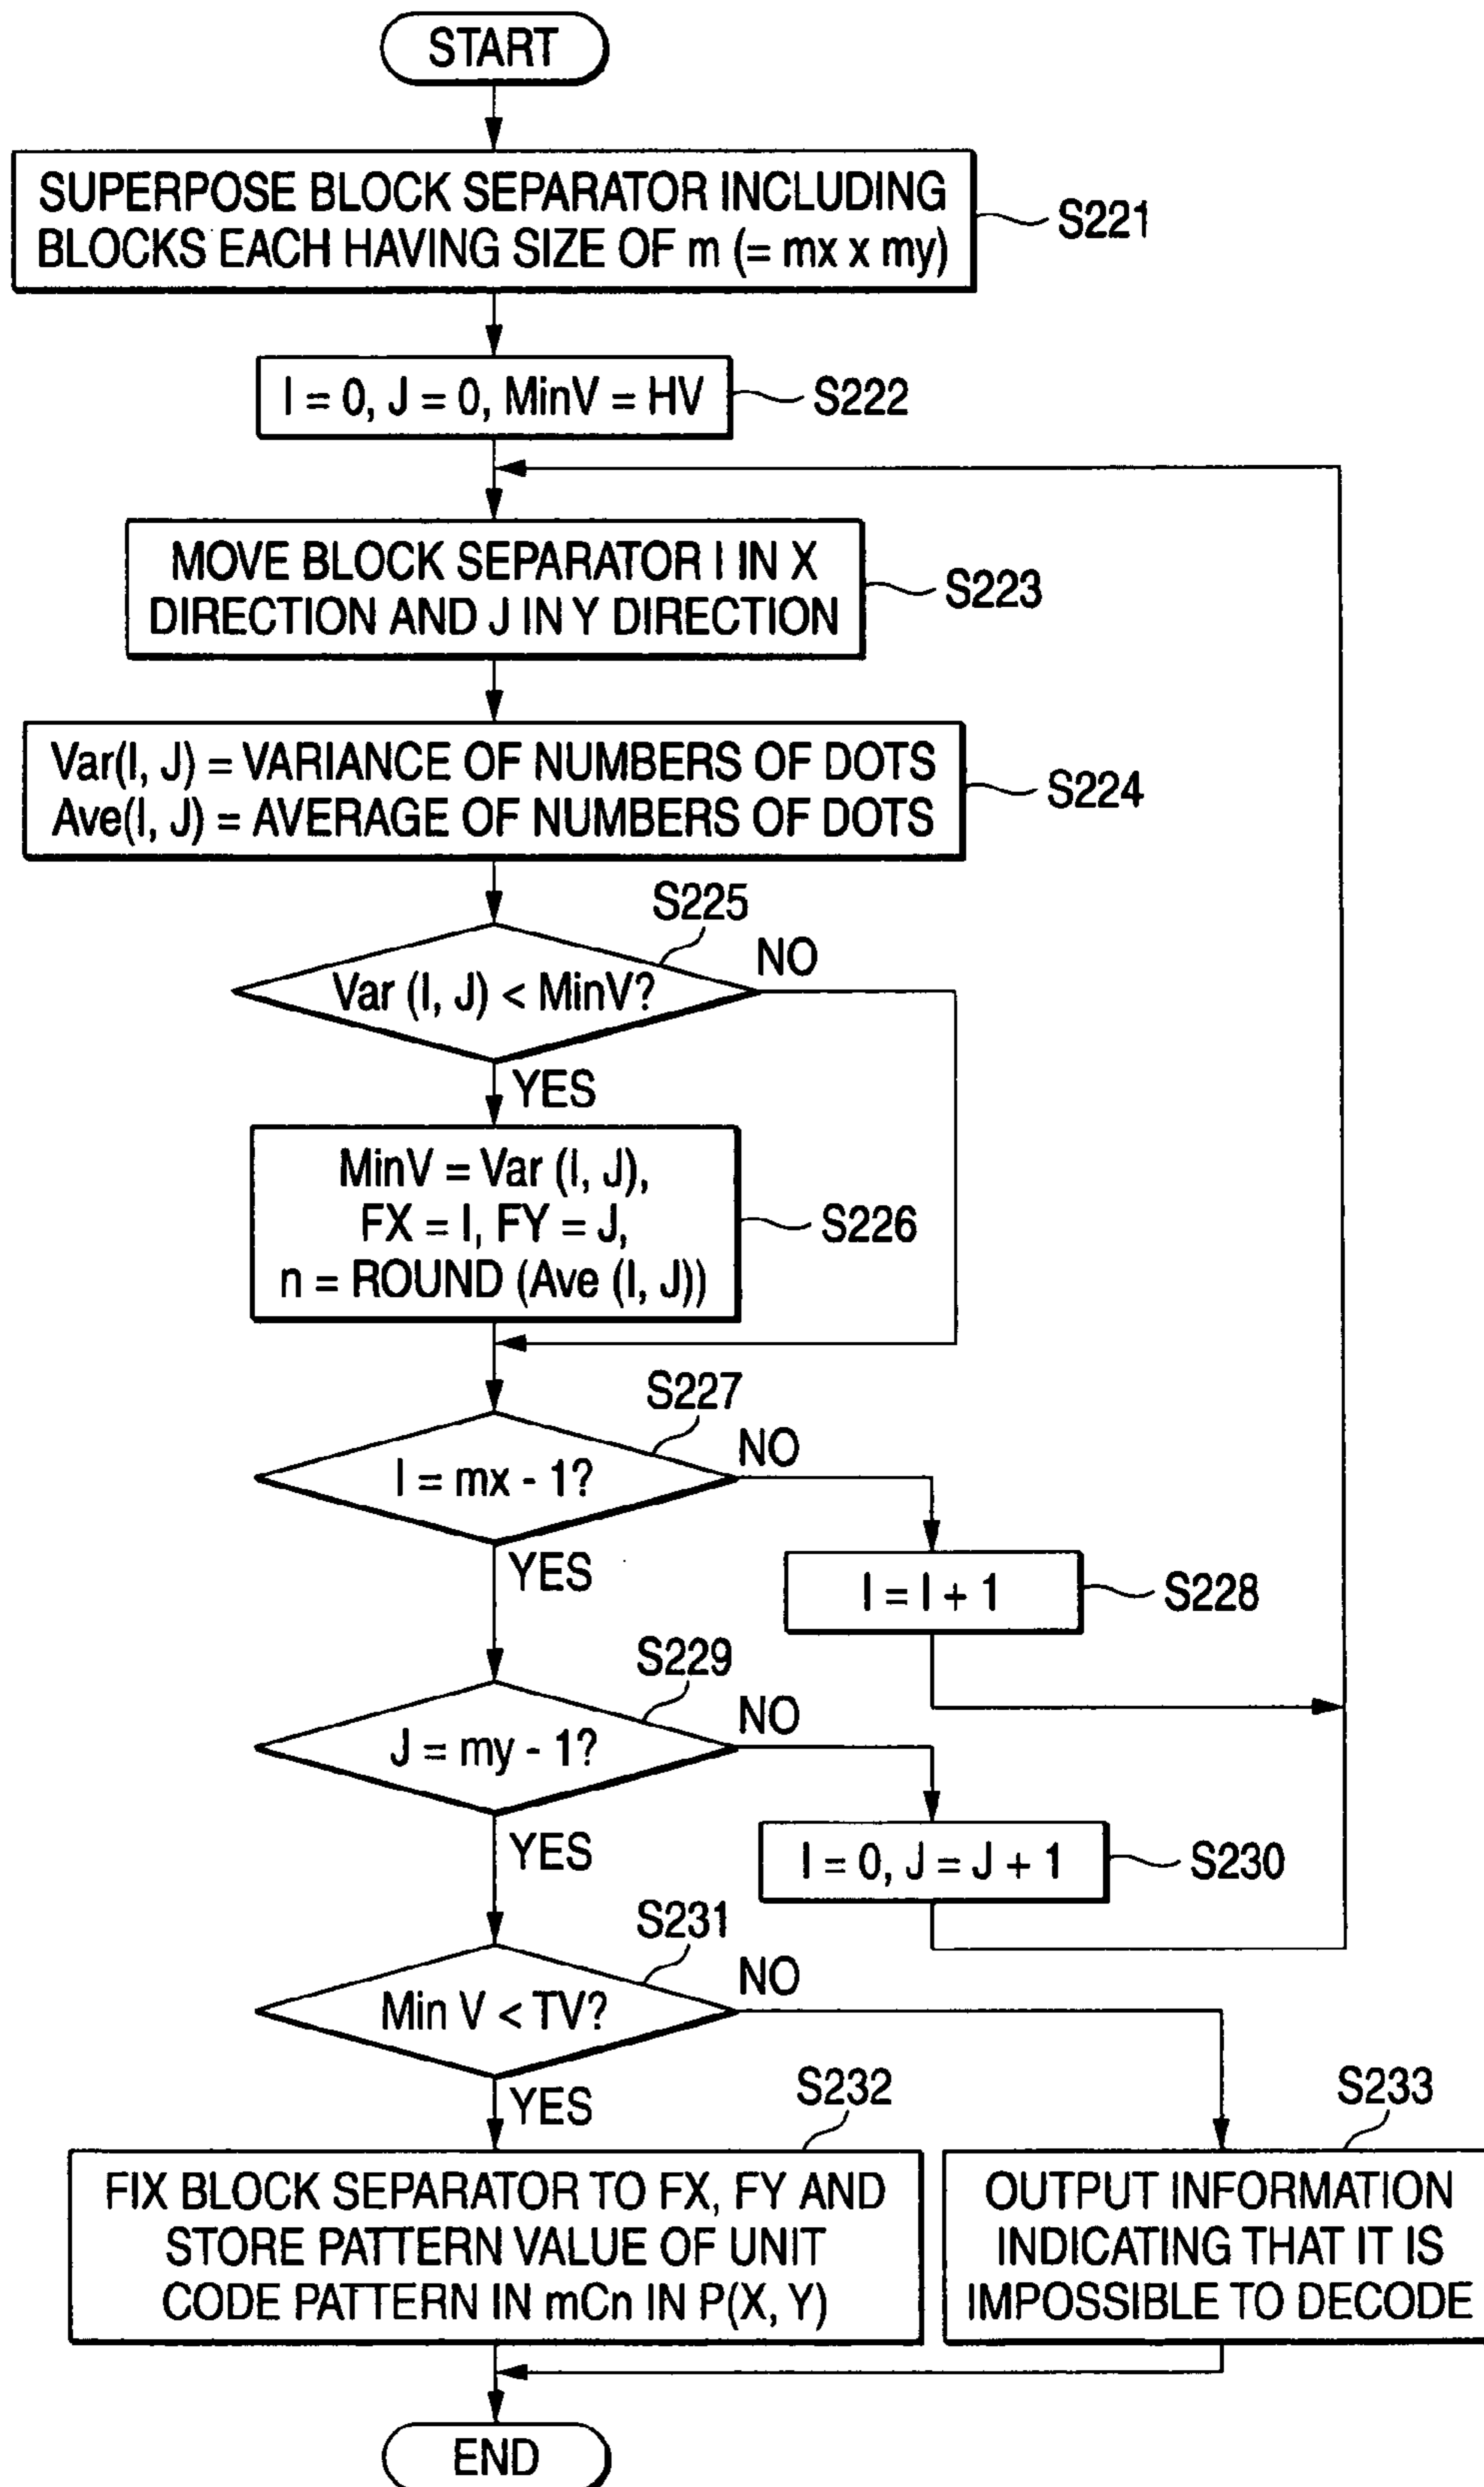 START
SUPERPOSE BLOCK SEPARATOR INCLUDING
BLOCKS EACH HAVING SIZE OF m (= mx x my)
S221
I = 0, J = 0, MinV = HV
S222
MOVE BLOCK SEPARATOR I IN X
DIRECTION AND J IN Y DIRECTION
S223
Var(I, J) = VARIANCE OF NUMBERS OF DOTS
Ave(I, J) = AVERAGE OF NUMBERS OF DOTS
S224
S225
Var (I, J) < MinV?
NO
YES
MinV = Var (I, J),
FX = I, FY = J,
n = ROUND (Ave (I, J))
S226
S227
I = mx - 1?
NO
YES
I = I + 1
S228
S229
J = my - 1?
NO
YES
I = 0, J = J + 1
S230
S231
Min V < TV?
NO
YES
S232
FIX BLOCK SEPARATOR TO FX, FY AND
STORE PATTERN VALUE OF UNIT
CODE PATTERN IN mCn IN P(X, Y)
S233
OUTPUT INFORMATION
INDICATING THAT IT IS
IMPOSSIBLE TO DECODE
END